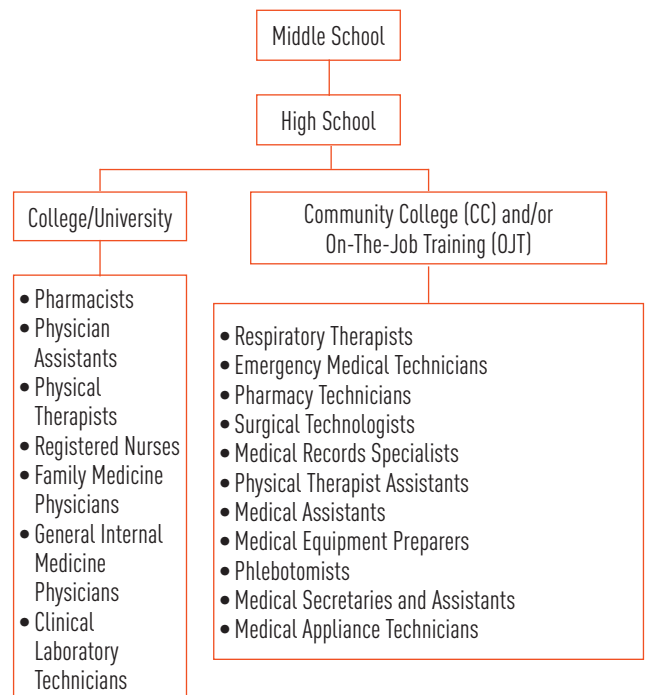 Middle School
High School
College/University
Community College (CC) and/or
On-The-Job Training (OJT)
• Pharmacists
• Physician
Assistants
• Physical
Therapists
• Registered Nurses
• Family Medicine
Physicians
• General Internal
Medicine
Physicians
• Clinical
Laboratory
Technicians
• Respiratory Therapists
• Emergency Medical Technicians
• Pharmacy Technicians
• Surgical Technologists
• Medical Records Specialists
• Physical Therapist Assistants
• Medical Assistants
• Medical Equipment Preparers
• Phlebotomists
• Medical Secretaries and Assistants
• Medical Appliance Technicians